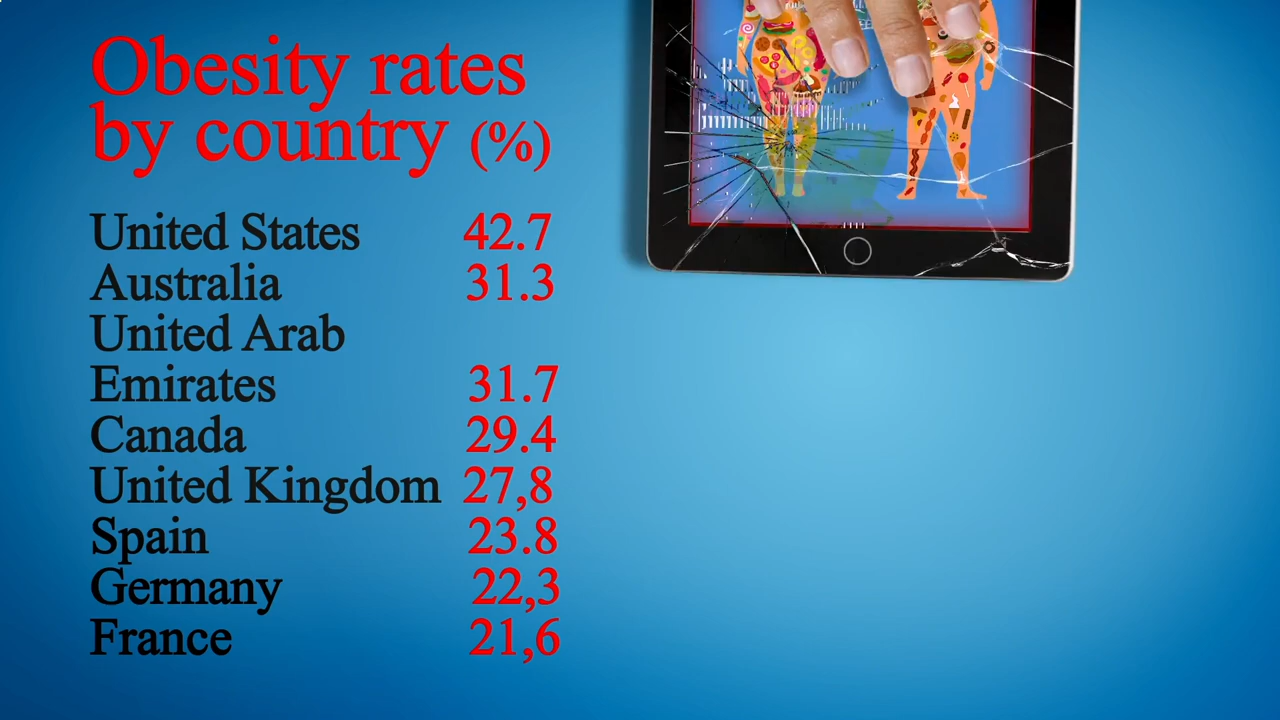 Obesity rates
by country (%)
United States 42.7
Australia 31.3
United Arab
Emirates 31.7
Canada 29.4
United Kingdom 27,8
Spain 23.8
Germany 22,3
France 21,6